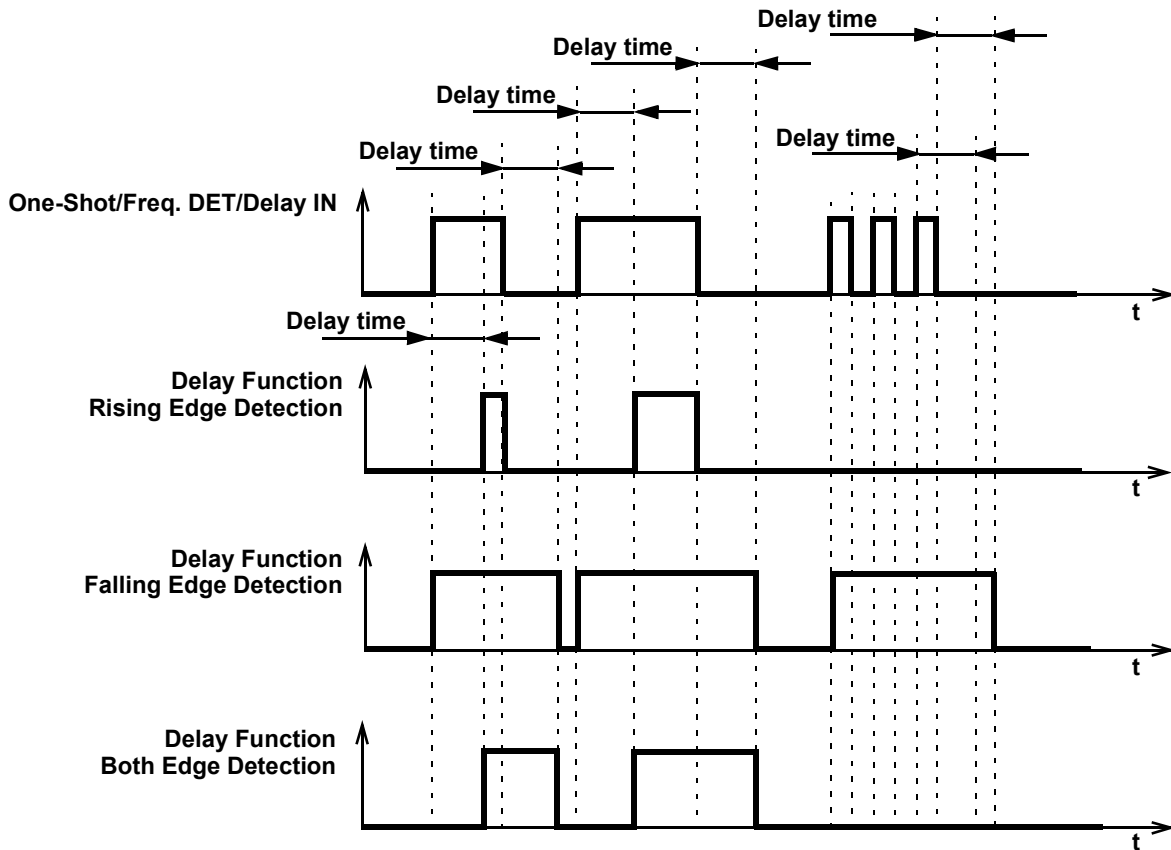 Delay time
Delay time
Delay time
Delay time
Delay time
One-Shot/Freq. DET/Delay IN
t
Delay time
Delay Function
Rising Edge Detection
t
Delay Function
Falling Edge Detection
t
Delay Function
Both Edge Detection
t